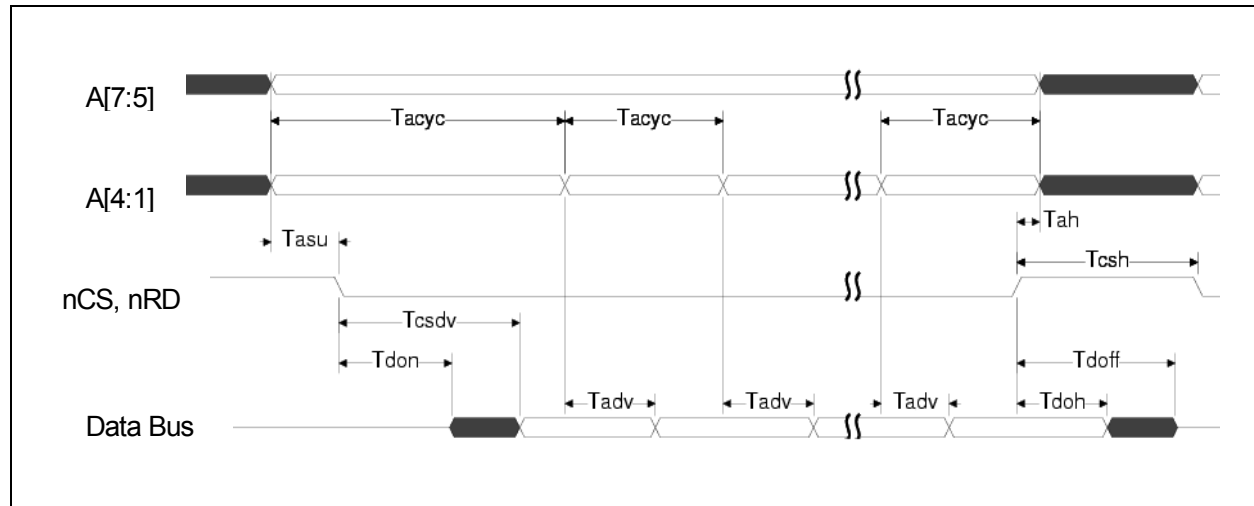 A[7:5]
Tacyc Tacyc Tacyc
A[4:1]
Tah
Tasu
Tcsh
nCS, nRD
Tcsdv
Tdon Tdoff
Tadv Tadv Tadv Tdoh
Data Bus